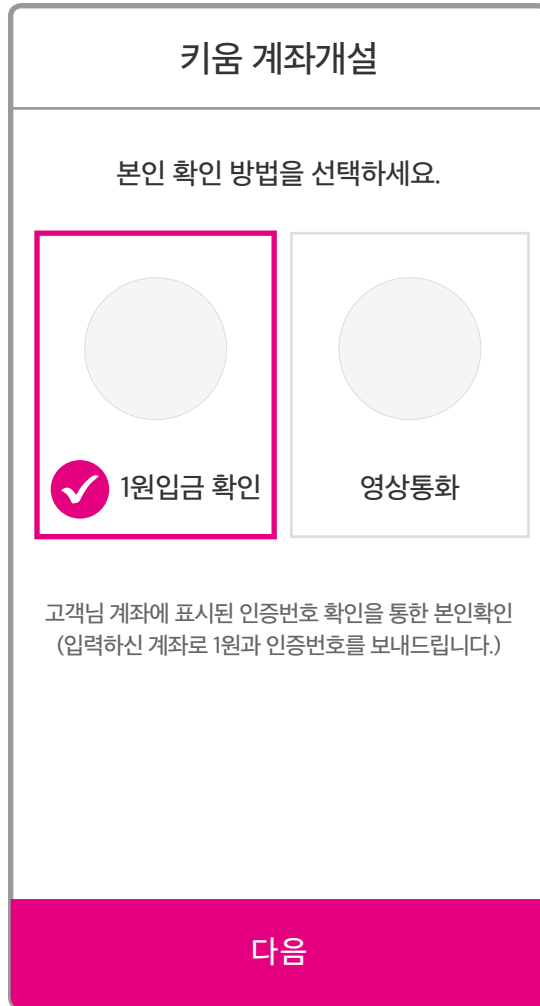 키움 계좌개설
본인 확인 방법을 선택하세요.
1원입금 확인
영상통화
고객님 계좌에 표시된 인증번호 확인을 통한 본인확인
(입력하신 계좌로 1원과 인증번호를 보내드립니다.)
다음